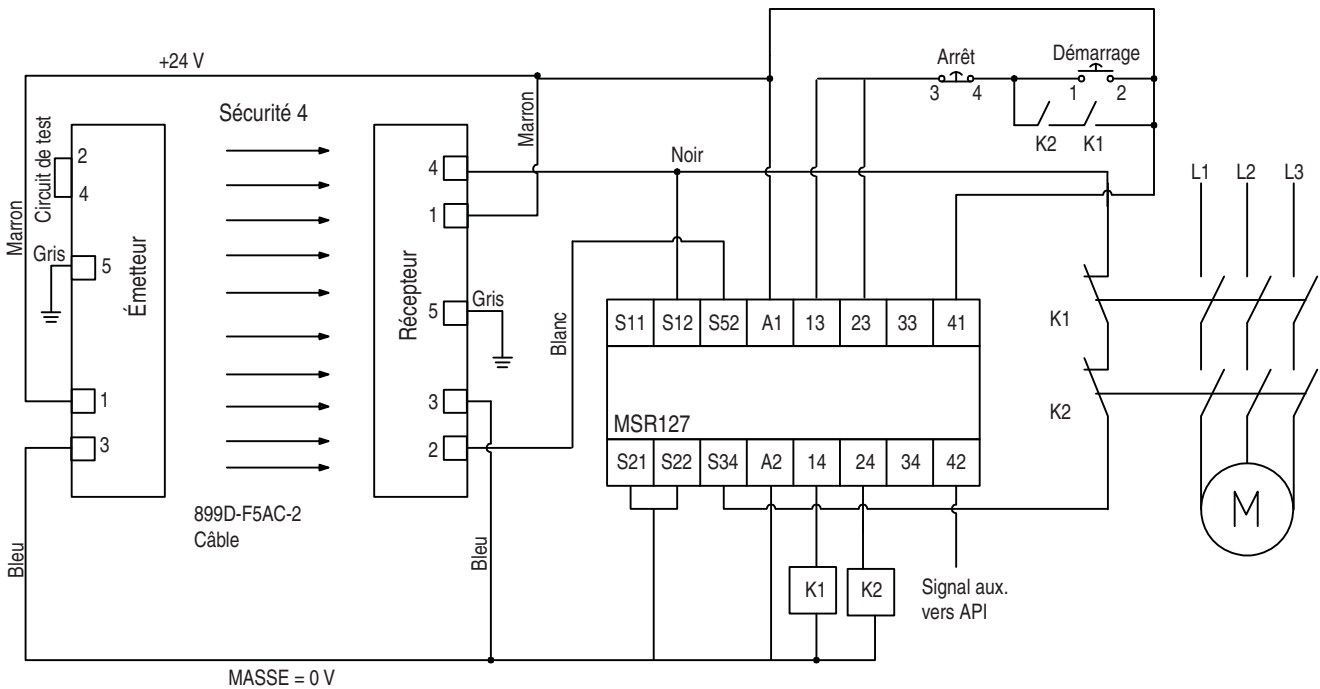 +24 V
Arrêt
Démarrage
3 4
1 2
K2 K1
Sécurité 4
Marron
Circuit de test
2
4
Marron
Gris
5
Émetteur
1
3
4
1
Récepteur
5
Gris
3
2
Noir
Blanc
L1 L2 L3
S11 S12 S52 A1 13 23 33 41
MSR127
S21 S22 S34 A2 14 24 34 42
K1
K2
M
899D-F5AC-2
Câble
Bleu
Bleu
K1
K2
Signal aux.
vers API
MASSE = 0 V